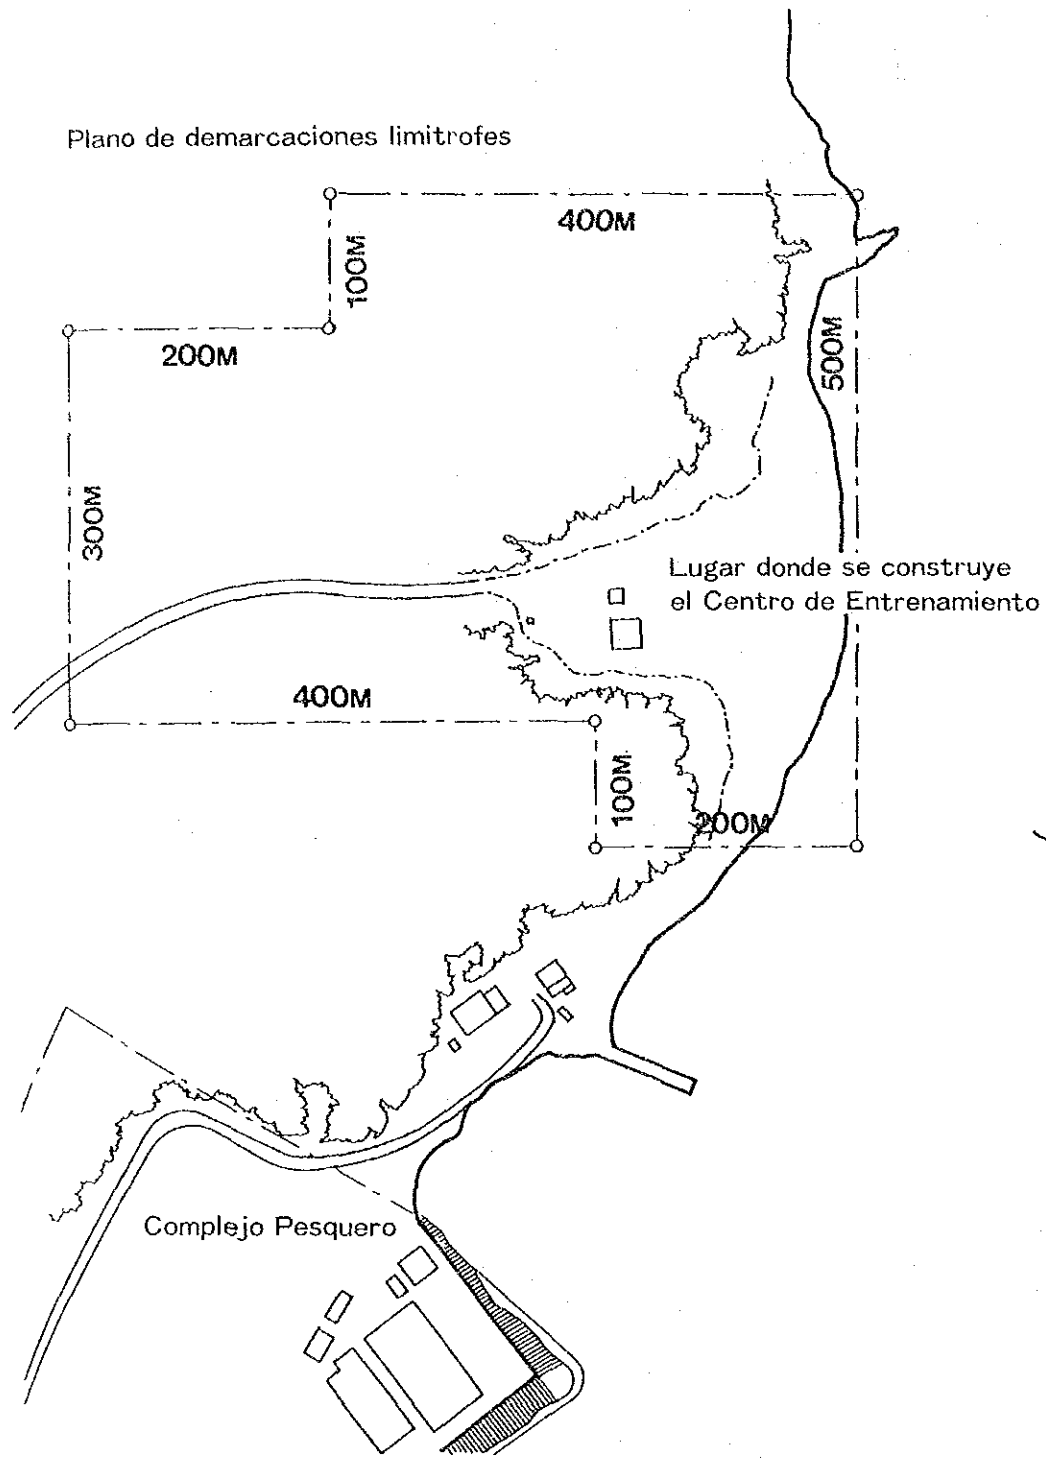 Plano de demarcaciones limitrofes
400M
100M
200M
500M
300M
Lugar donde se construye
el Centro de Entrenamiento
400M
100M
200M
Complejo Pesquero